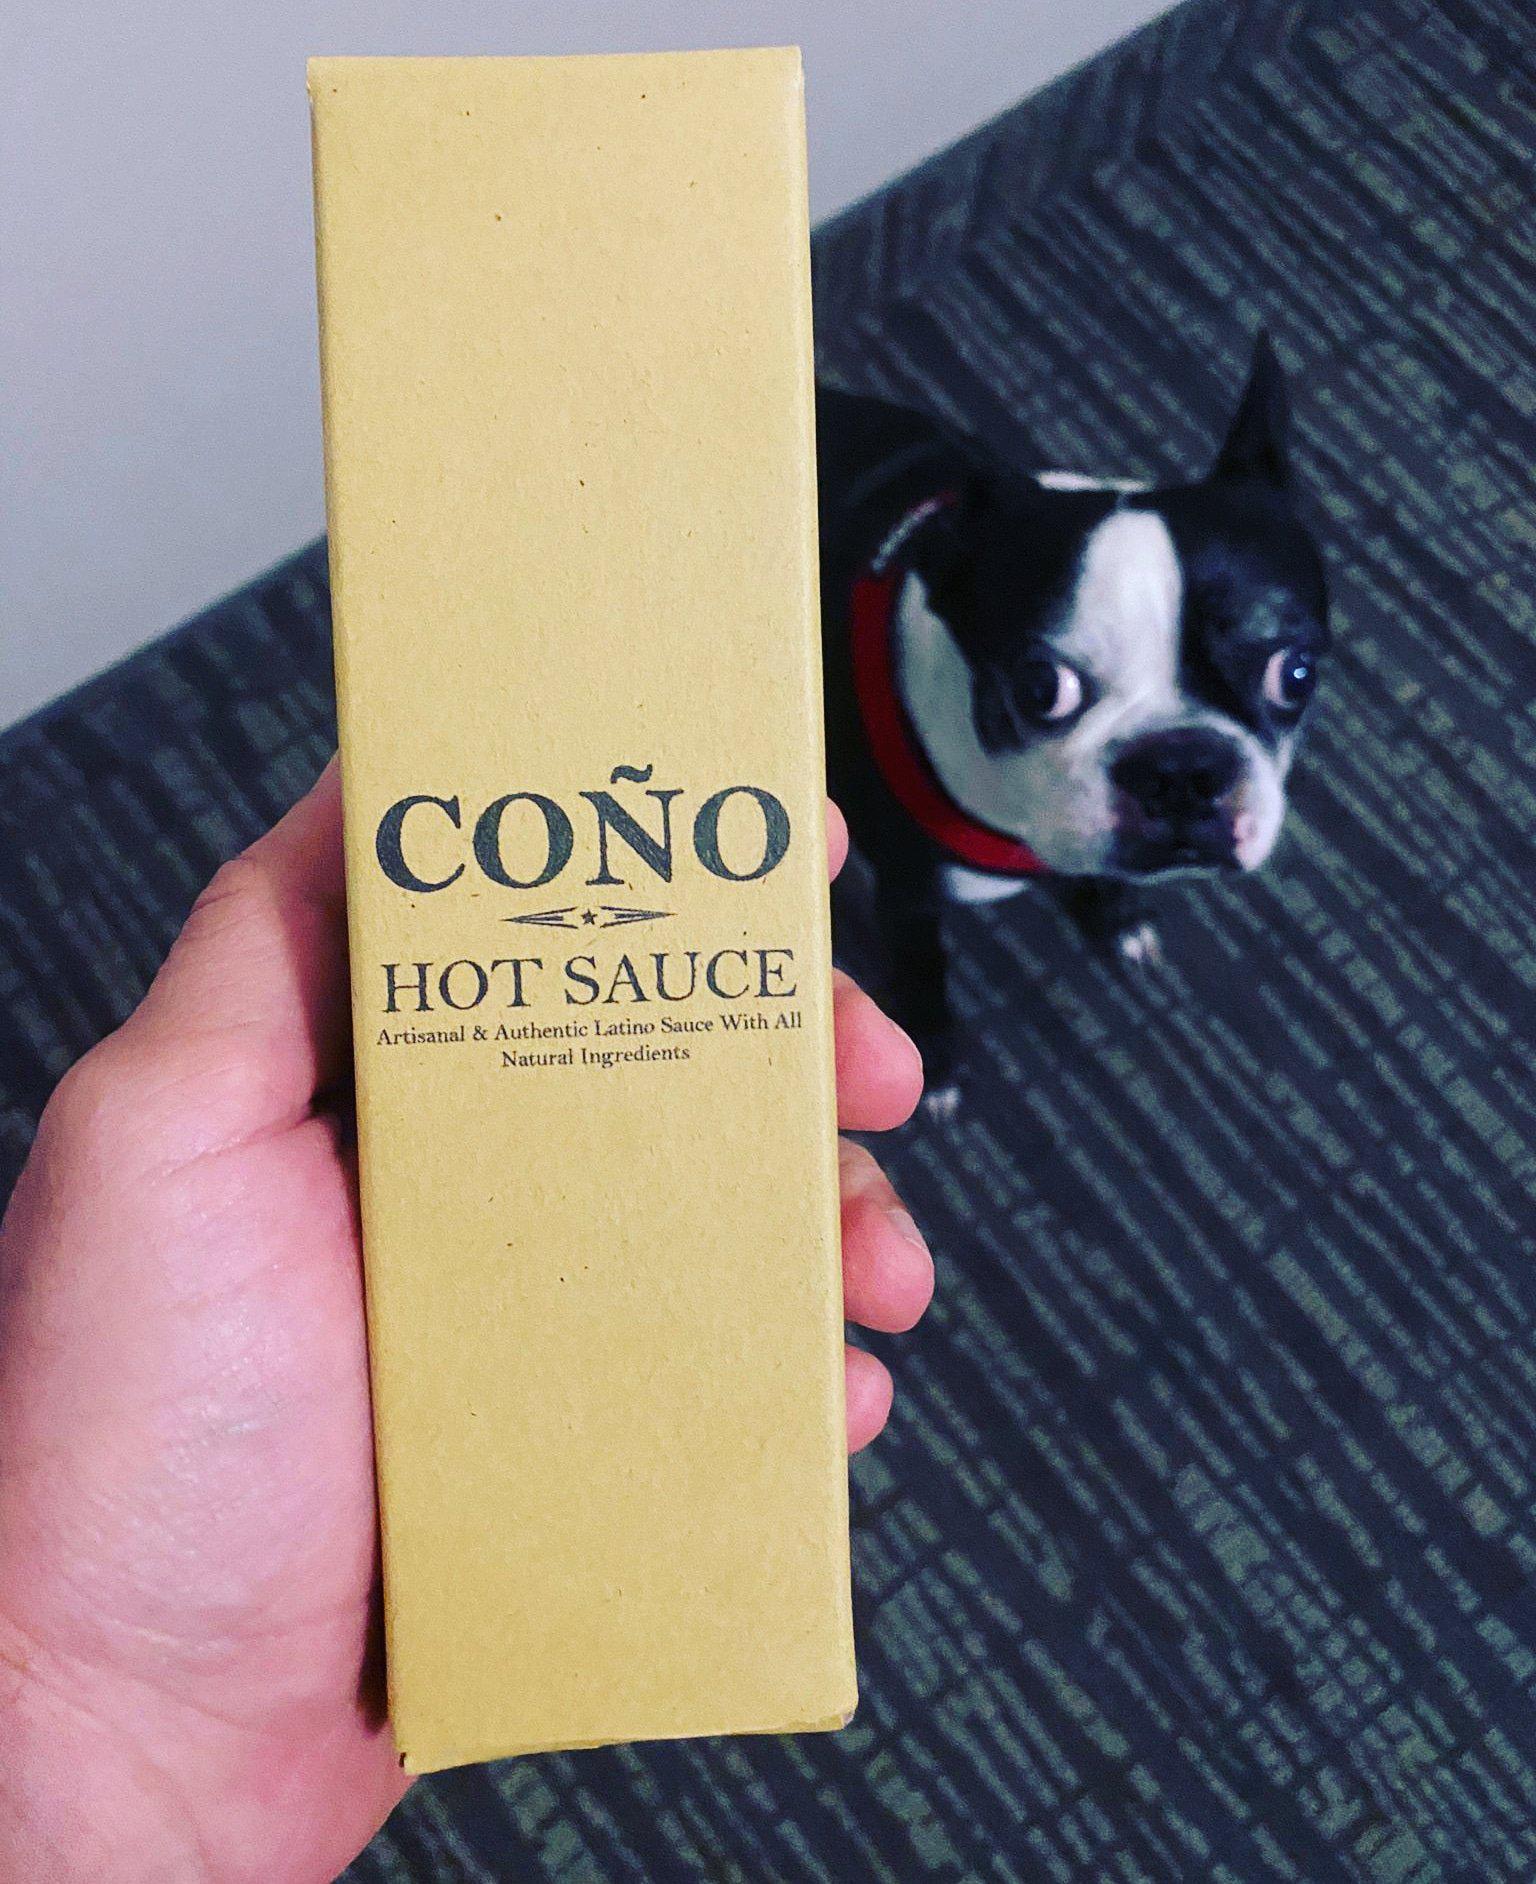 COÑO
HOT SAUCE
Artisanal & Authentic Latino Sauce With All
Natural Ingredients